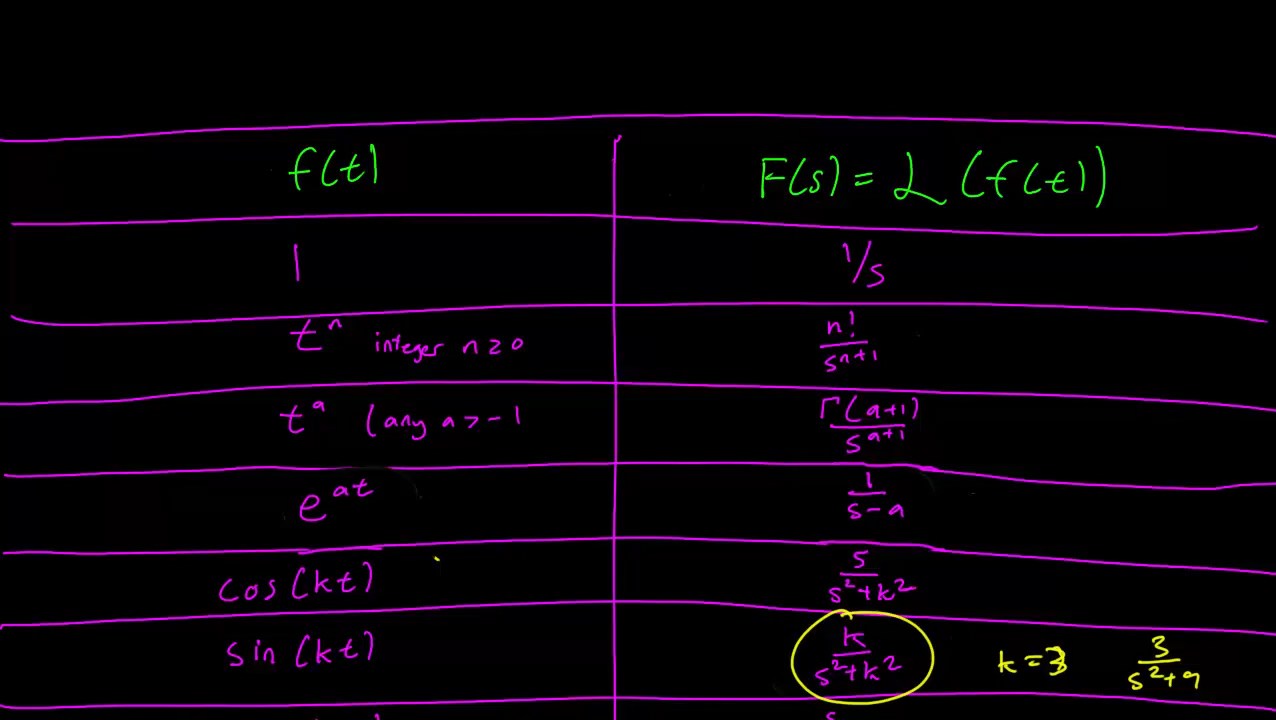 f(t) F(s) = ℒ(f(t))
1 1/s
tⁿ integer n ≥ 0 n!/sⁿ⁺¹
tᵃ (any a > -1 Γ(a+1)/sᵃ⁺¹
eᵃᵗ 1/(s-a)
cos(kt) s/(s²+k²)
sin(kt) k/(s²+k²) k=3 3/(s²+9)